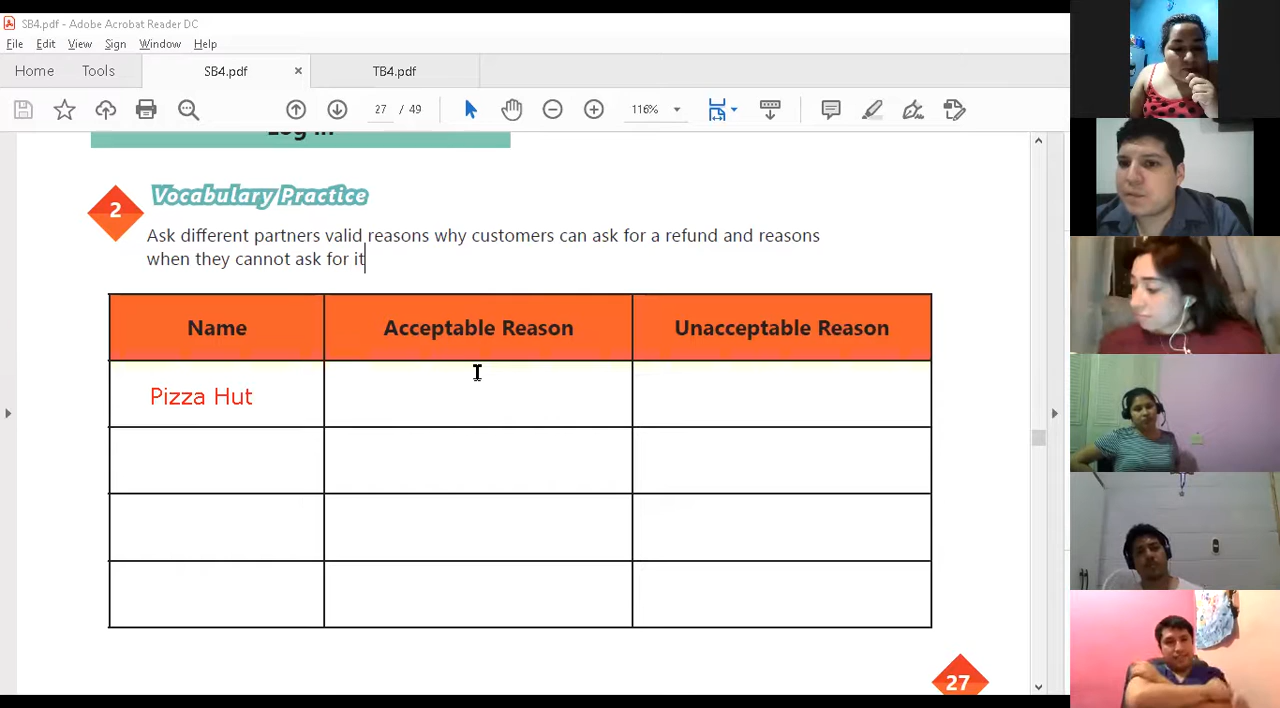 SB4.pdf - Adobe Acrobat Reader DC
File Edit View Sign Window Help
Home Tools SB4.pdf × TB4.pdf
27 / 49 116%
Log in
2 Vocabulary Practice
Ask different partners valid reasons why customers can ask for a refund and reasons
when they cannot ask for it
Name Acceptable Reason Unacceptable Reason
Pizza Hut
27